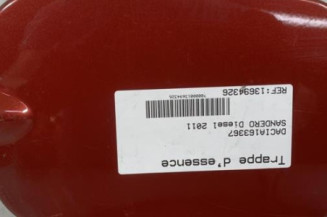 Trappe d'essence
DACIA163367
SANDERO Diesel 2011
REF:13694326